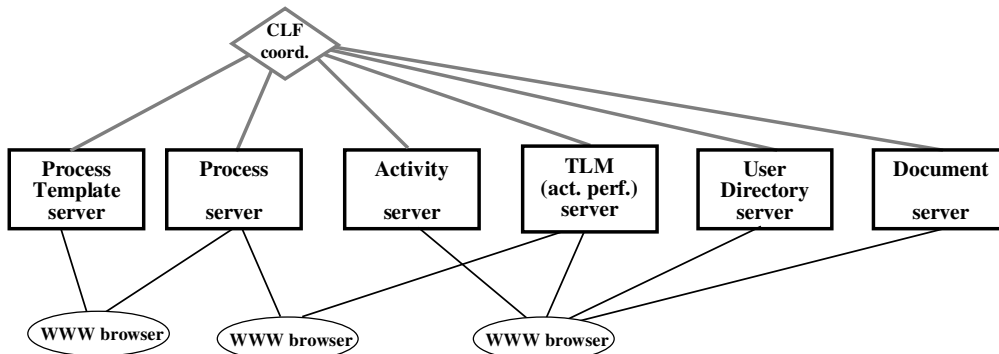 CLF
coord.
Process
Template
server
Process
server
Activity
server
TLM
(act. perf.)
server
User
Directory
server
Document
server
WWW browser
WWW browser
WWW browser